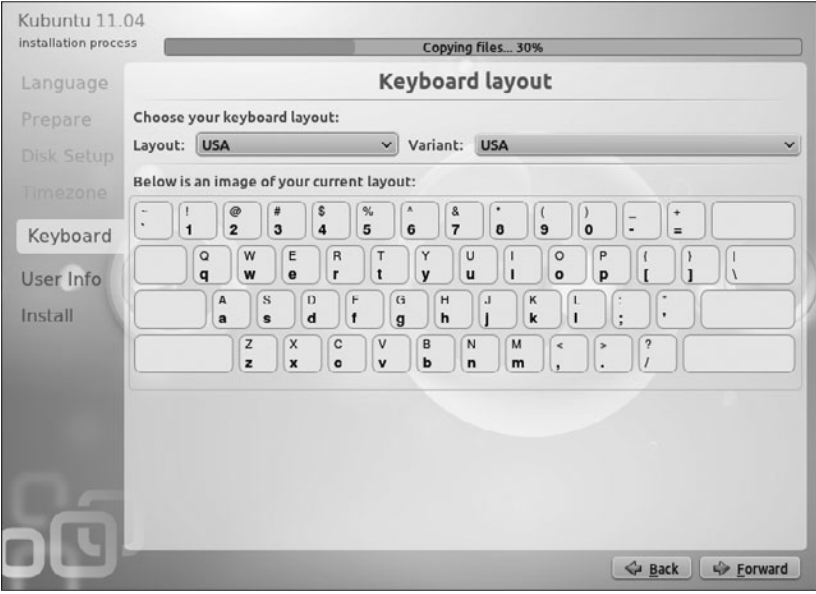 Kubuntu 11.04
installation process
Copying files... 30%
Language
Prepare
Disk Setup
Timezone
Keyboard
User Info
Install
Keyboard layout
Choose your keyboard layout:
Layout: USA Variant: USA
Below is an image of your current layout:
~ ! @ # $ % ^ & * ( ) _ +
` 1 2 3 4 5 6 7 8 9 0 - =
Q W E R T Y U I O P { } |
q w e r t y u i o p [ ] \
A S D F G H J K L : "
a s d f g h j k l ; '
Z X C V B N M < > ?
z x c v b n m , . /
Back Forward